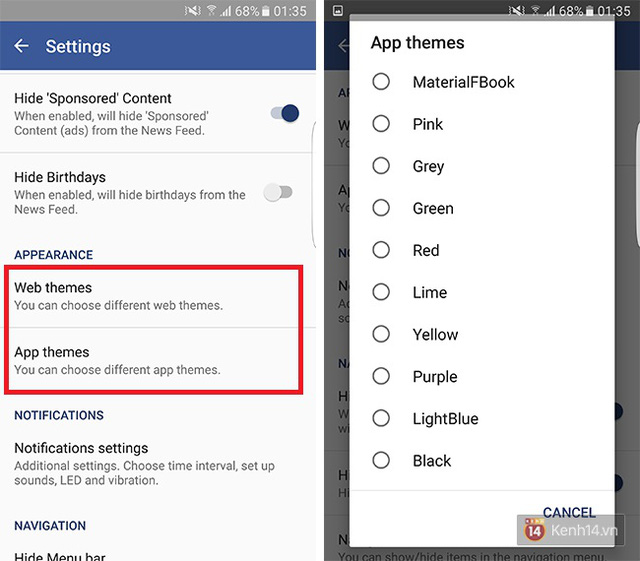 68% 01:35
Settings
Hide 'Sponsored' Content
When enabled, will hide 'Sponsored'
Content (ads) from the News Feed.
Hide Birthdays
When enabled, will hide birthdays from the
News Feed.
APPEARANCE
Web themes
You can choose different web themes.
App themes
You can choose different app themes.
NOTIFICATIONS
Notifications settings
Additional settings. Choose time interval, set up
sounds, LED and vibration.
NAVIGATION
Hide Menu bar
68% 01:35
App themes
MaterialFBook
Pink
Grey
Green
Red
Lime
Yellow
Purple
LightBlue
Black
CANCEL
14 Kenh14.vn
You can show/hide items in the navigation menu.